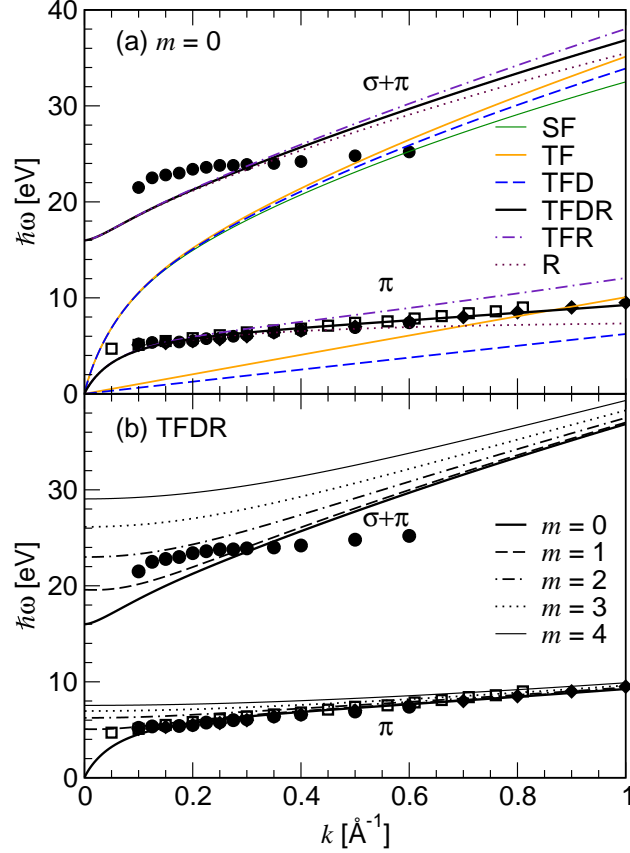 40
(a) m = 0
σ+π
30
ħω [eV]
20
SF
TF
TFD
TFDR
TFR
R
10
π
0
(b) TFDR
30
σ+π
ħω [eV]
20
m = 0
m = 1
m = 2
m = 3
m = 4
10
π
0
0 0.2 0.4 0.6 0.8 1
k [Å⁻¹]